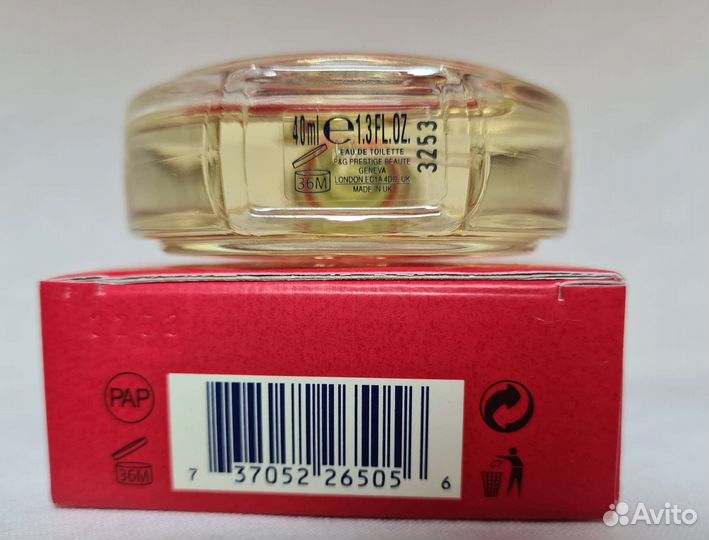 40ml e 1.3 FL.OZ.
EAU DE TOILETTE
P&G PRESTIGE BEAUTE
GENEVA
LONDON EC1A 4DD, UK
MADE IN UK
36M
3253
PAP
36M
7 37052 26505 6
Avito